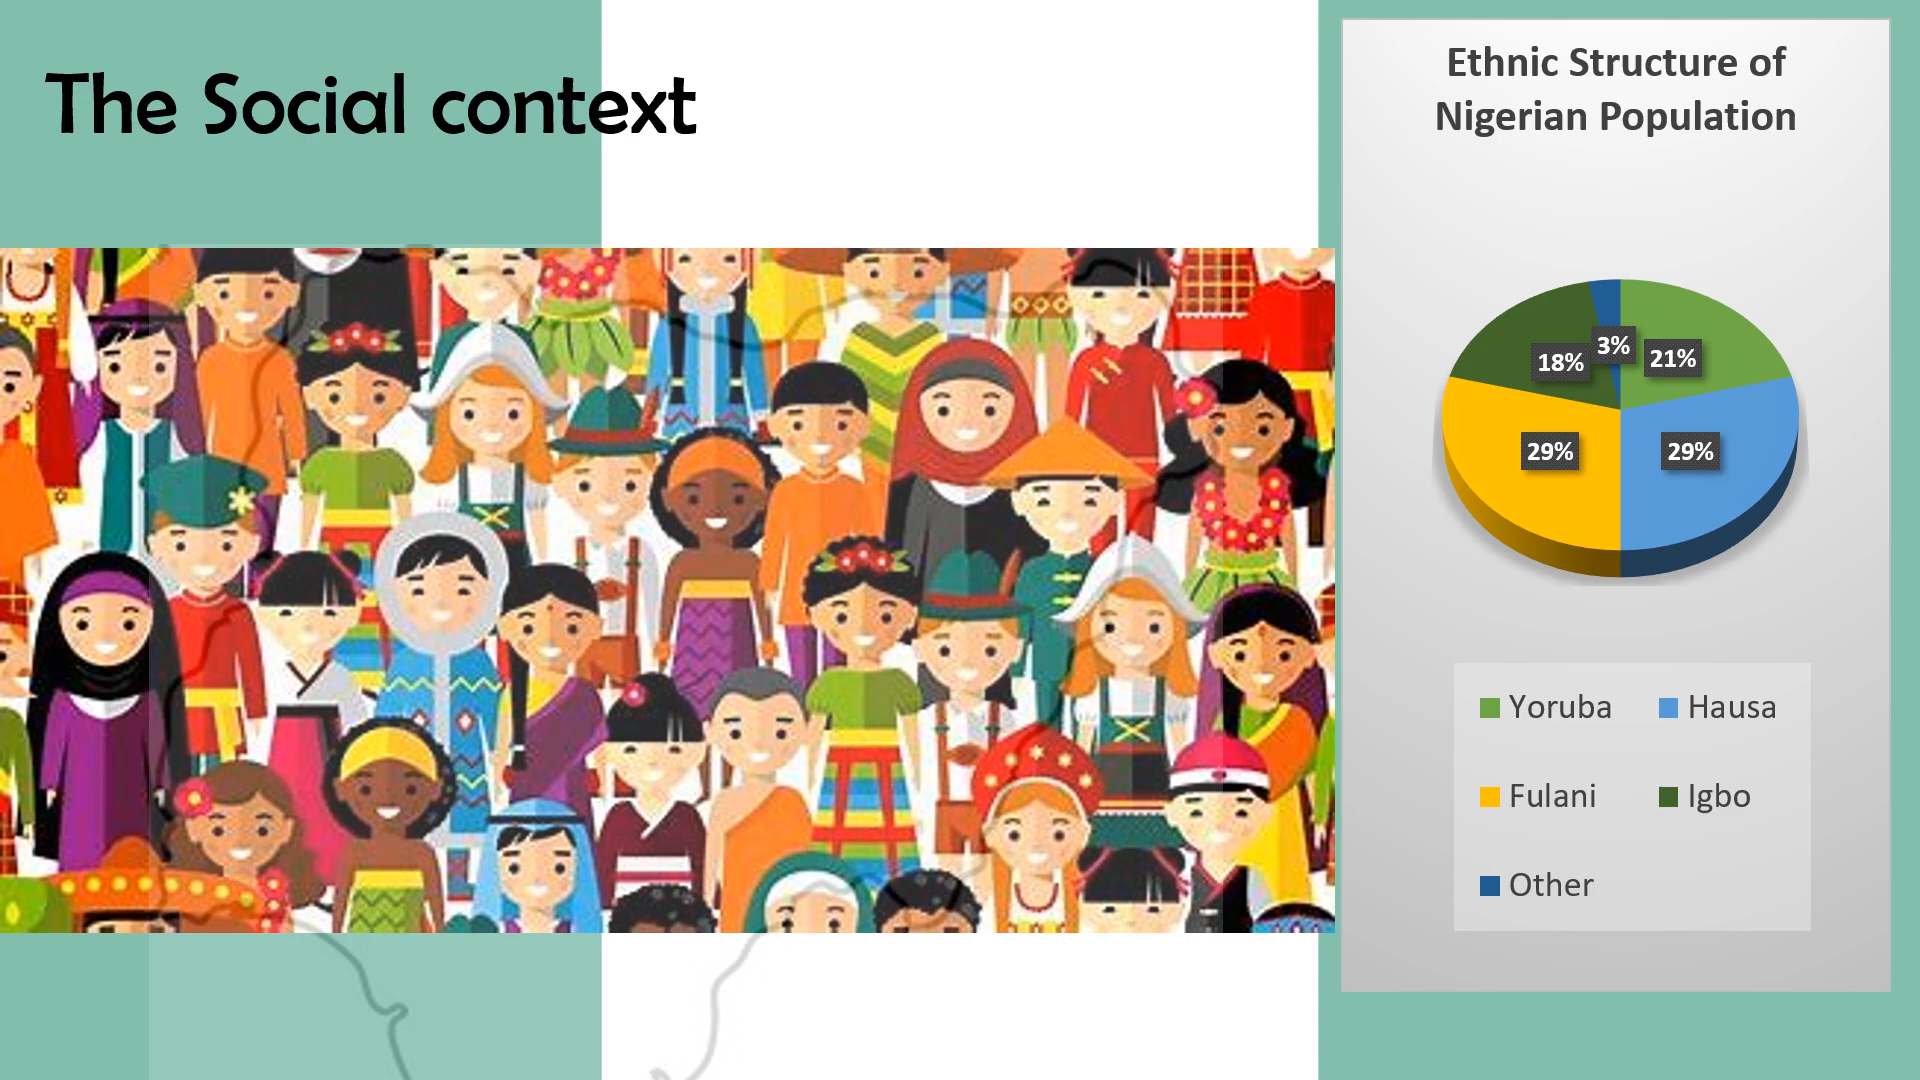 The Social context
Ethnic Structure of
Nigerian Population
18%
3%
21%
29%
29%
Yoruba
Hausa
Fulani
Igbo
Other